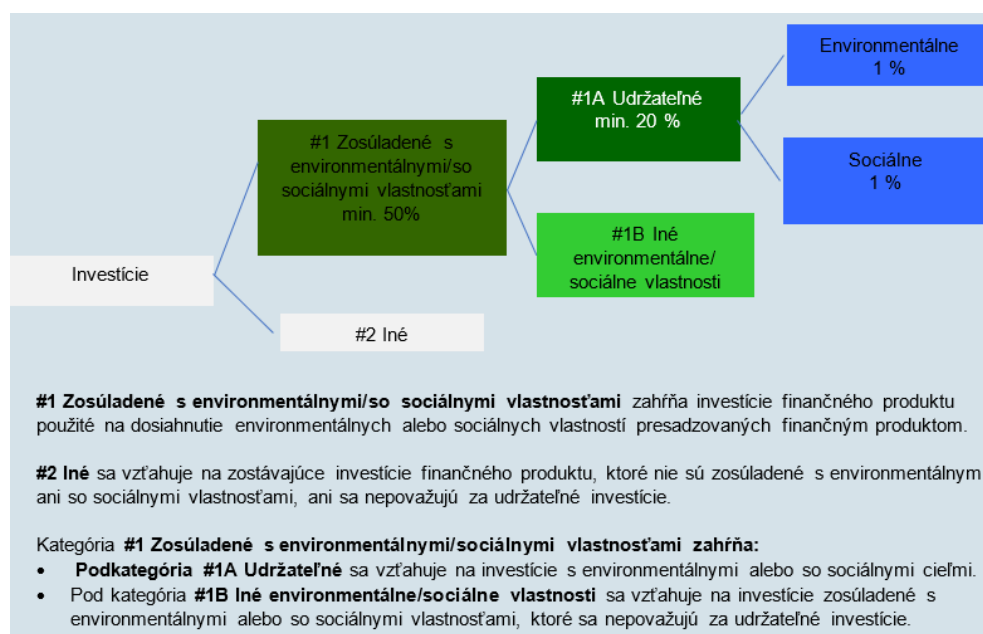 Environmentálne
1 %
#1A Udržateľné
min. 20 %
#1 Zosúladené s
environmentálnymi/so
sociálnymi vlastnosťami
min. 50%
Sociálne
1 %
#1B Iné
environmentálne/
sociálne vlastnosti
Investície
#2 Iné
#1 Zosúladené s environmentálnymi/so sociálnymi vlastnosťami zahŕňa investície finančného produktu
použité na dosiahnutie environmentálnych alebo sociálnych vlastností presadzovaných finančným produktom.
#2 Iné sa vzťahuje na zostávajúce investície finančného produktu, ktoré nie sú zosúladené s environmentálnym
ani so sociálnymi vlastnosťami, ani sa nepovažujú za udržateľné investície.
Kategória #1 Zosúladené s environmentálnymi/sociálnymi vlastnosťami zahŕňa:
• Podkategória #1A Udržateľné sa vzťahuje na investície s environmentálnymi alebo so sociálnymi cieľmi.
• Pod kategória #1B Iné environmentálne/sociálne vlastnosti sa vzťahuje na investície zosúladené s
environmentálnymi alebo so sociálnymi vlastnosťami, ktoré sa nepovažujú za udržateľné investície.